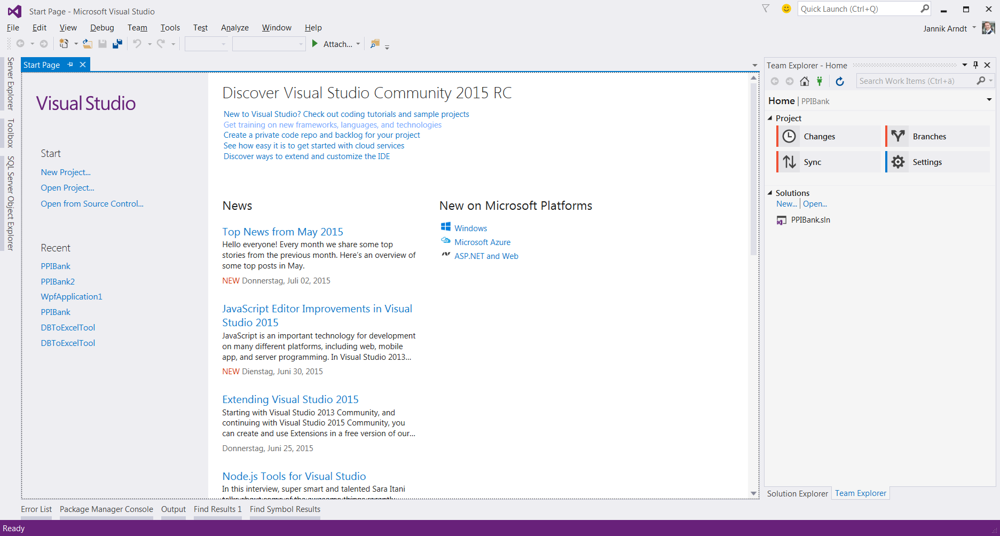 Start Page - Microsoft Visual Studio
Quick Launch (Ctrl+Q)
File Edit View Debug Team Tools Test Analyze Window Help
Jannik Arndt
Attach...
Server Explorer
Toolbox
SQL Server Object Explorer
Start Page
Visual Studio
Start
New Project...
Open Project...
Open from Source Control...
Recent
PPIBank
PPIBank2
WpfApplication1
PPIBank
DBToExcelTool
DBToExcelTool
Discover Visual Studio Community 2015 RC
New to Visual Studio? Check out coding tutorials and sample projects
Get training on new frameworks, languages, and technologies
Create a private code repo and backlog for your project
See how easy it is to get started with cloud services
Discover ways to extend and customize the IDE
News
Top News from May 2015
Hello everyone! Every month we share some top
stories from the previous month. Here's an overview of
some top posts in May.
NEW Donnerstag, Juli 02, 2015
JavaScript Editor Improvements in Visual
Studio 2015
JavaScript is an important technology for development
on many different platforms, including web, mobile
app, and server programming. In Visual Studio 2013...
NEW Dienstag, Juni 30, 2015
Extending Visual Studio 2015
Starting with Visual Studio 2013 Community, and
continuing with Visual Studio 2015 Community, you
can create and use Extensions in a free version of our...
Donnerstag, Juni 25, 2015
Node.js Tools for Visual Studio
In this interview, super smart and talented Sara Itani
talks about some of the awesome things recently
New on Microsoft Platforms
Windows
Microsoft Azure
ASP.NET and Web
Team Explorer - Home
Search Work Items (Ctrl+ä)
Home | PPIBank
Project
Changes
Branches
Sync
Settings
Solutions
New... | Open...
PPIBank.sln
Solution Explorer Team Explorer
Error List Package Manager Console Output Find Results 1 Find Symbol Results
Ready